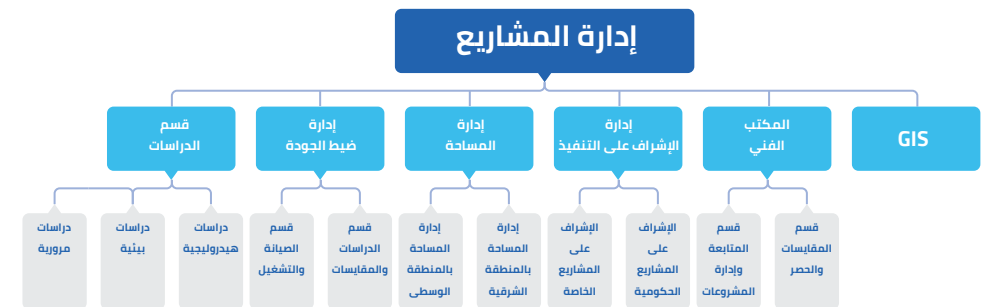 إدارة المشاريع
GIS
المكتب
الفني
إدارة
الإشراف على التنفيذ
إدارة
المساحة
إدارة
ضيط الجودة
قسم
الدراسات
قسم
المقايسات
والحصر
قسم
المتابعة
وإدارة
المشروعات
الإشراف
على
المشاريع
الحكومية
الإشراف
على
المشاريع
الخاصة
إدارة
المساحة
بالمنطقة
الشرقية
إدارة
المساحة
بالمنطقة
الوسطى
قسم
الدراسات
والمقايسات
قسم
الصيانة
والتشغيل
دراسات
هيدروليجية
دراسات
بيئية
دراسات
مرورية